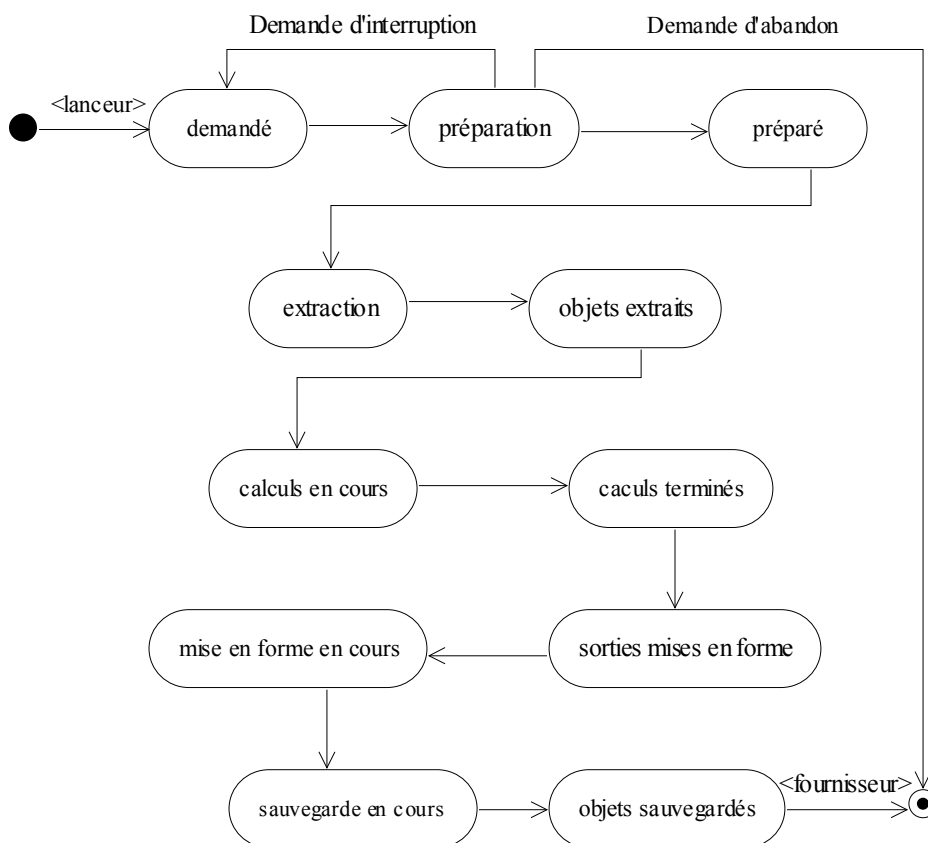 Demande d'interruption
Demande d'abandon
<lanceur>
demandé
préparation
préparé
extraction
objets extraits
calculs en cours
caculs terminés
mise en forme en cours
sorties mises en forme
<fournisseur>
sauvegarde en cours
objets sauvegardés